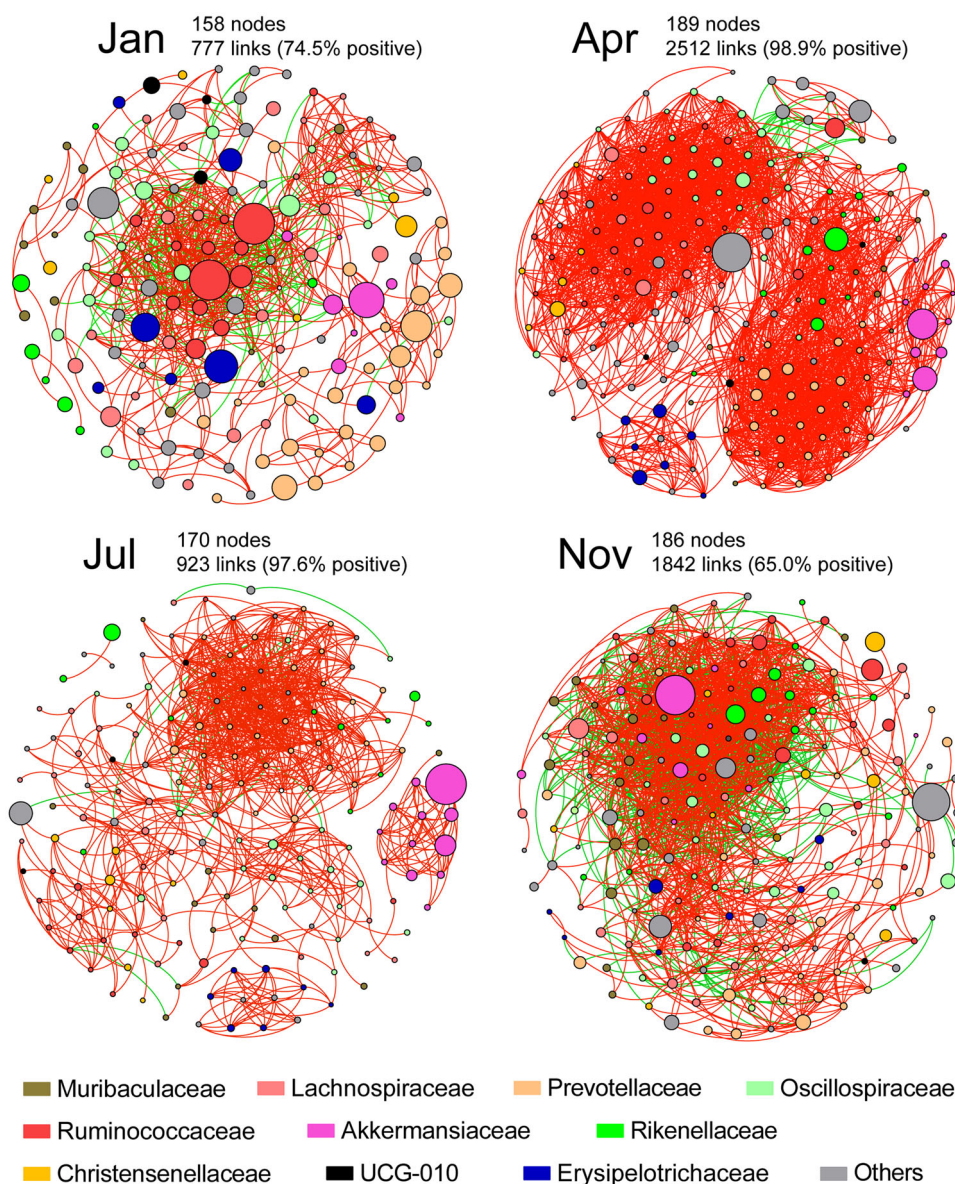 Jan
158 nodes
777 links (74.5% positive)
Apr
189 nodes
2512 links (98.9% positive)
Jul
170 nodes
923 links (97.6% positive)
Nov
186 nodes
1842 links (65.0% positive)
Muribaculaceae
Lachnospiraceae
Prevotellaceae
Oscillospiraceae
Ruminococcaceae
Akkermansiaceae
Rikenellaceae
Christensenellaceae
UCG-010
Erysipelotrichaceae
Others